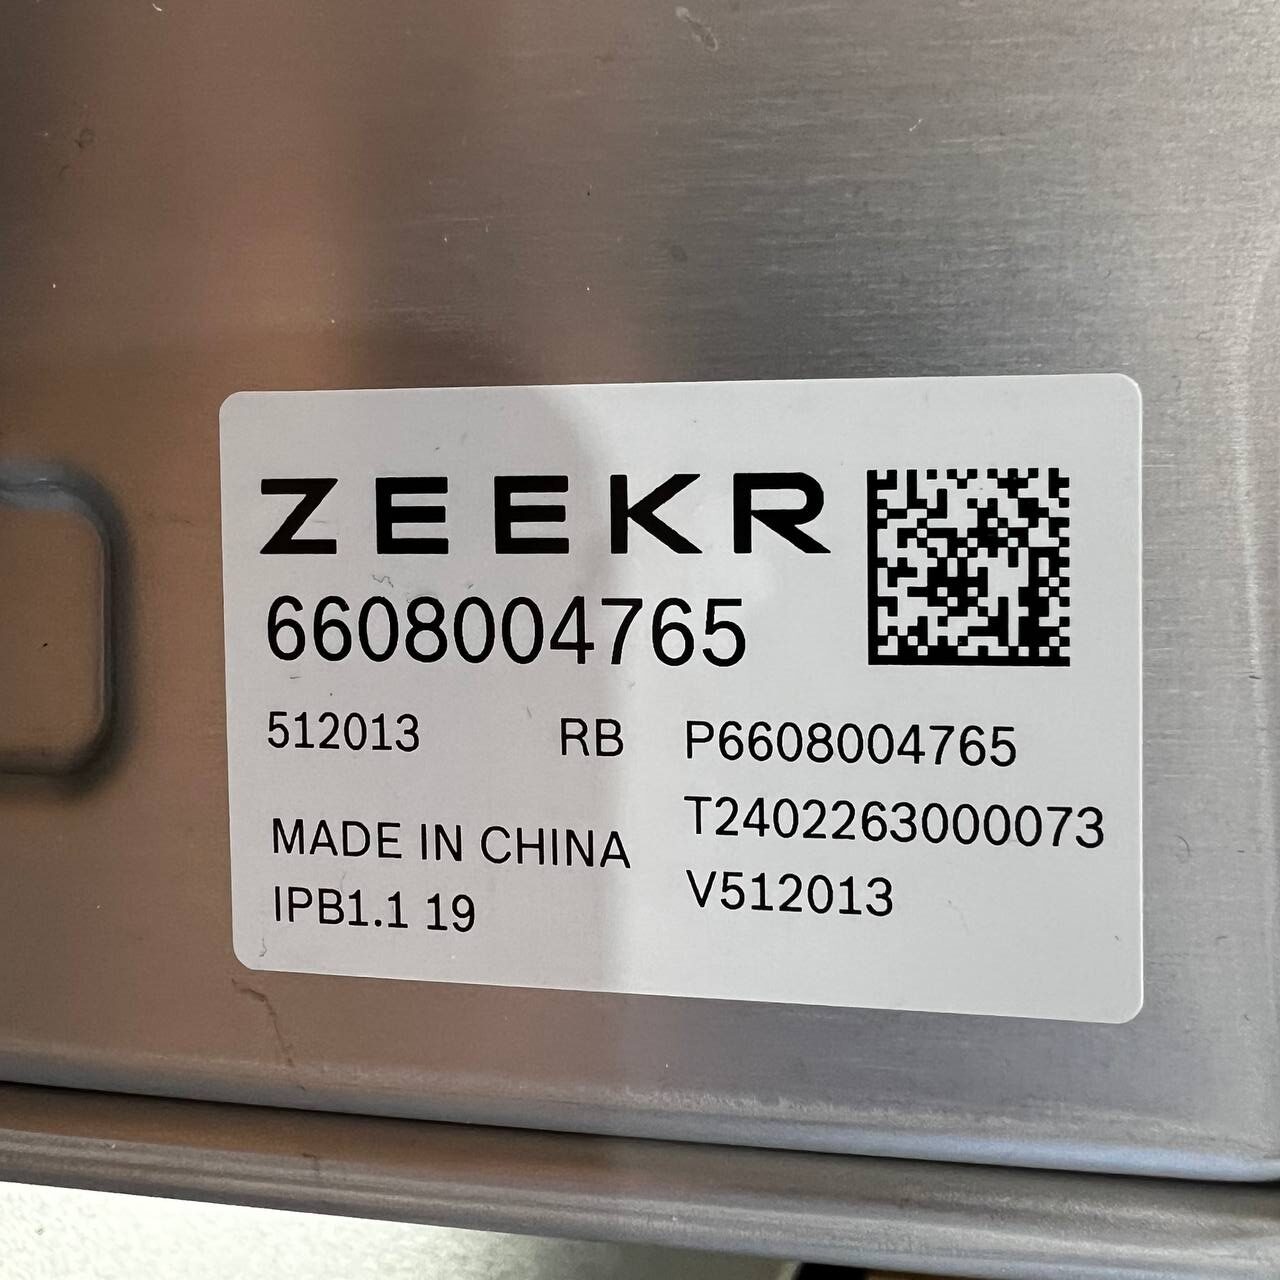 ZEEKR
6608004765
512013 RB P6608004765
T2402263000073
MADE IN CHINA
V512013
IPB1.1 19